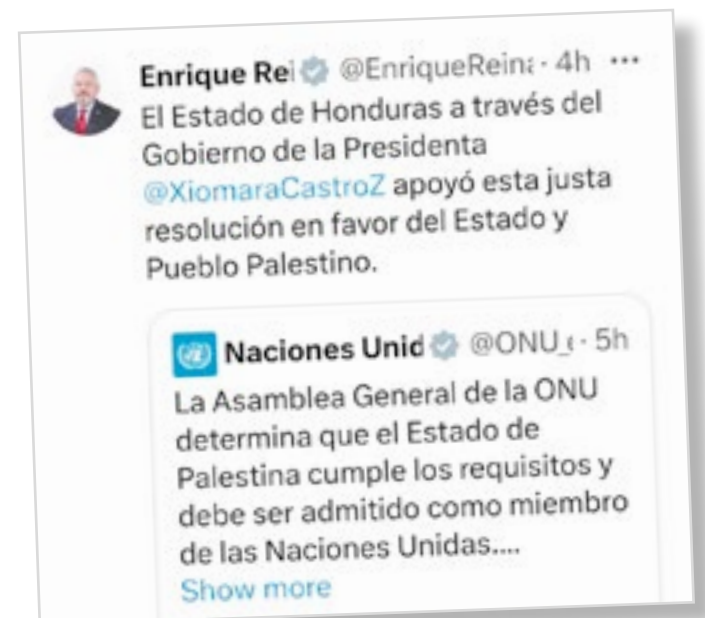 Enrique Rei @EnriqueReina · 4h ···
El Estado de Honduras a través del
Gobierno de la Presidenta
@XiomaraCastroZ apoyó esta justa
resolución en favor del Estado y
Pueblo Palestino.
Naciones Unid @ONU_e · 5h
La Asamblea General de la ONU
determina que el Estado de
Palestina cumple los requisitos y
debe ser admitido como miembro
de las Naciones Unidas....
Show more